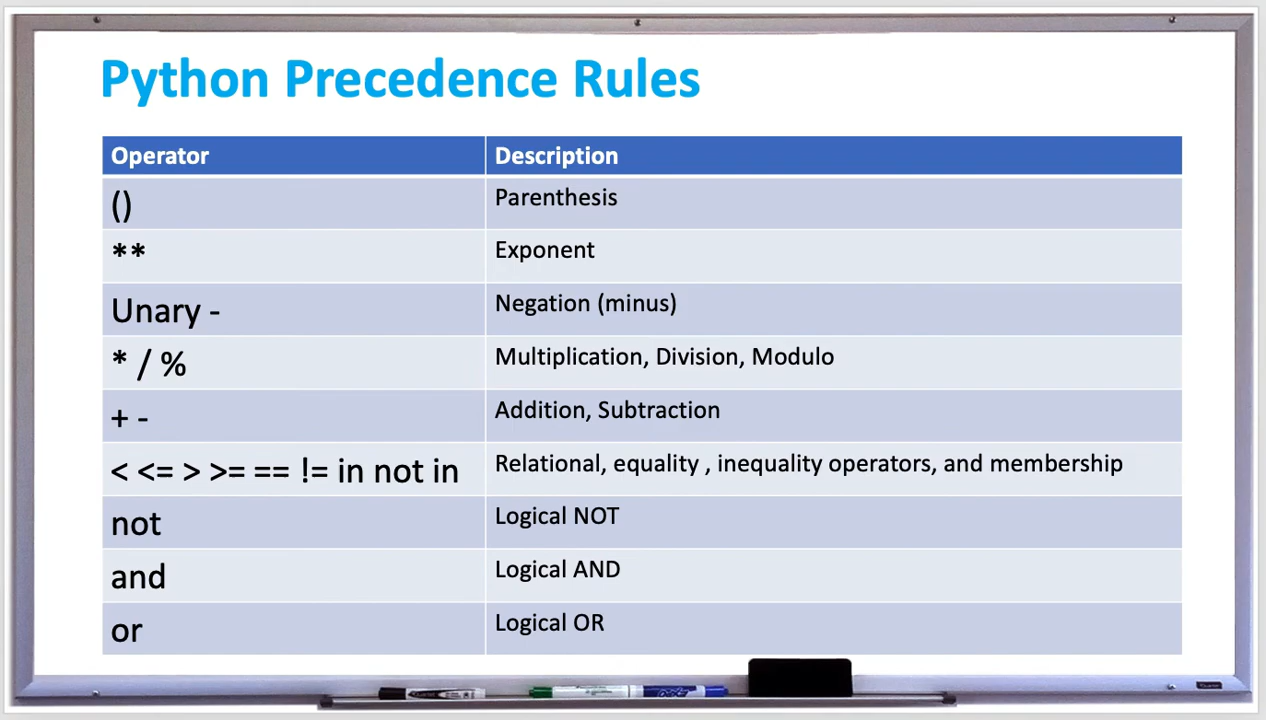 Python Precedence Rules
Operator Description
() Parenthesis
** Exponent
Unary - Negation (minus)
* / % Multiplication, Division, Modulo
+ - Addition, Subtraction
< <= > >= == != in not in Relational, equality , inequality operators, and membership
not Logical NOT
and Logical AND
or Logical OR